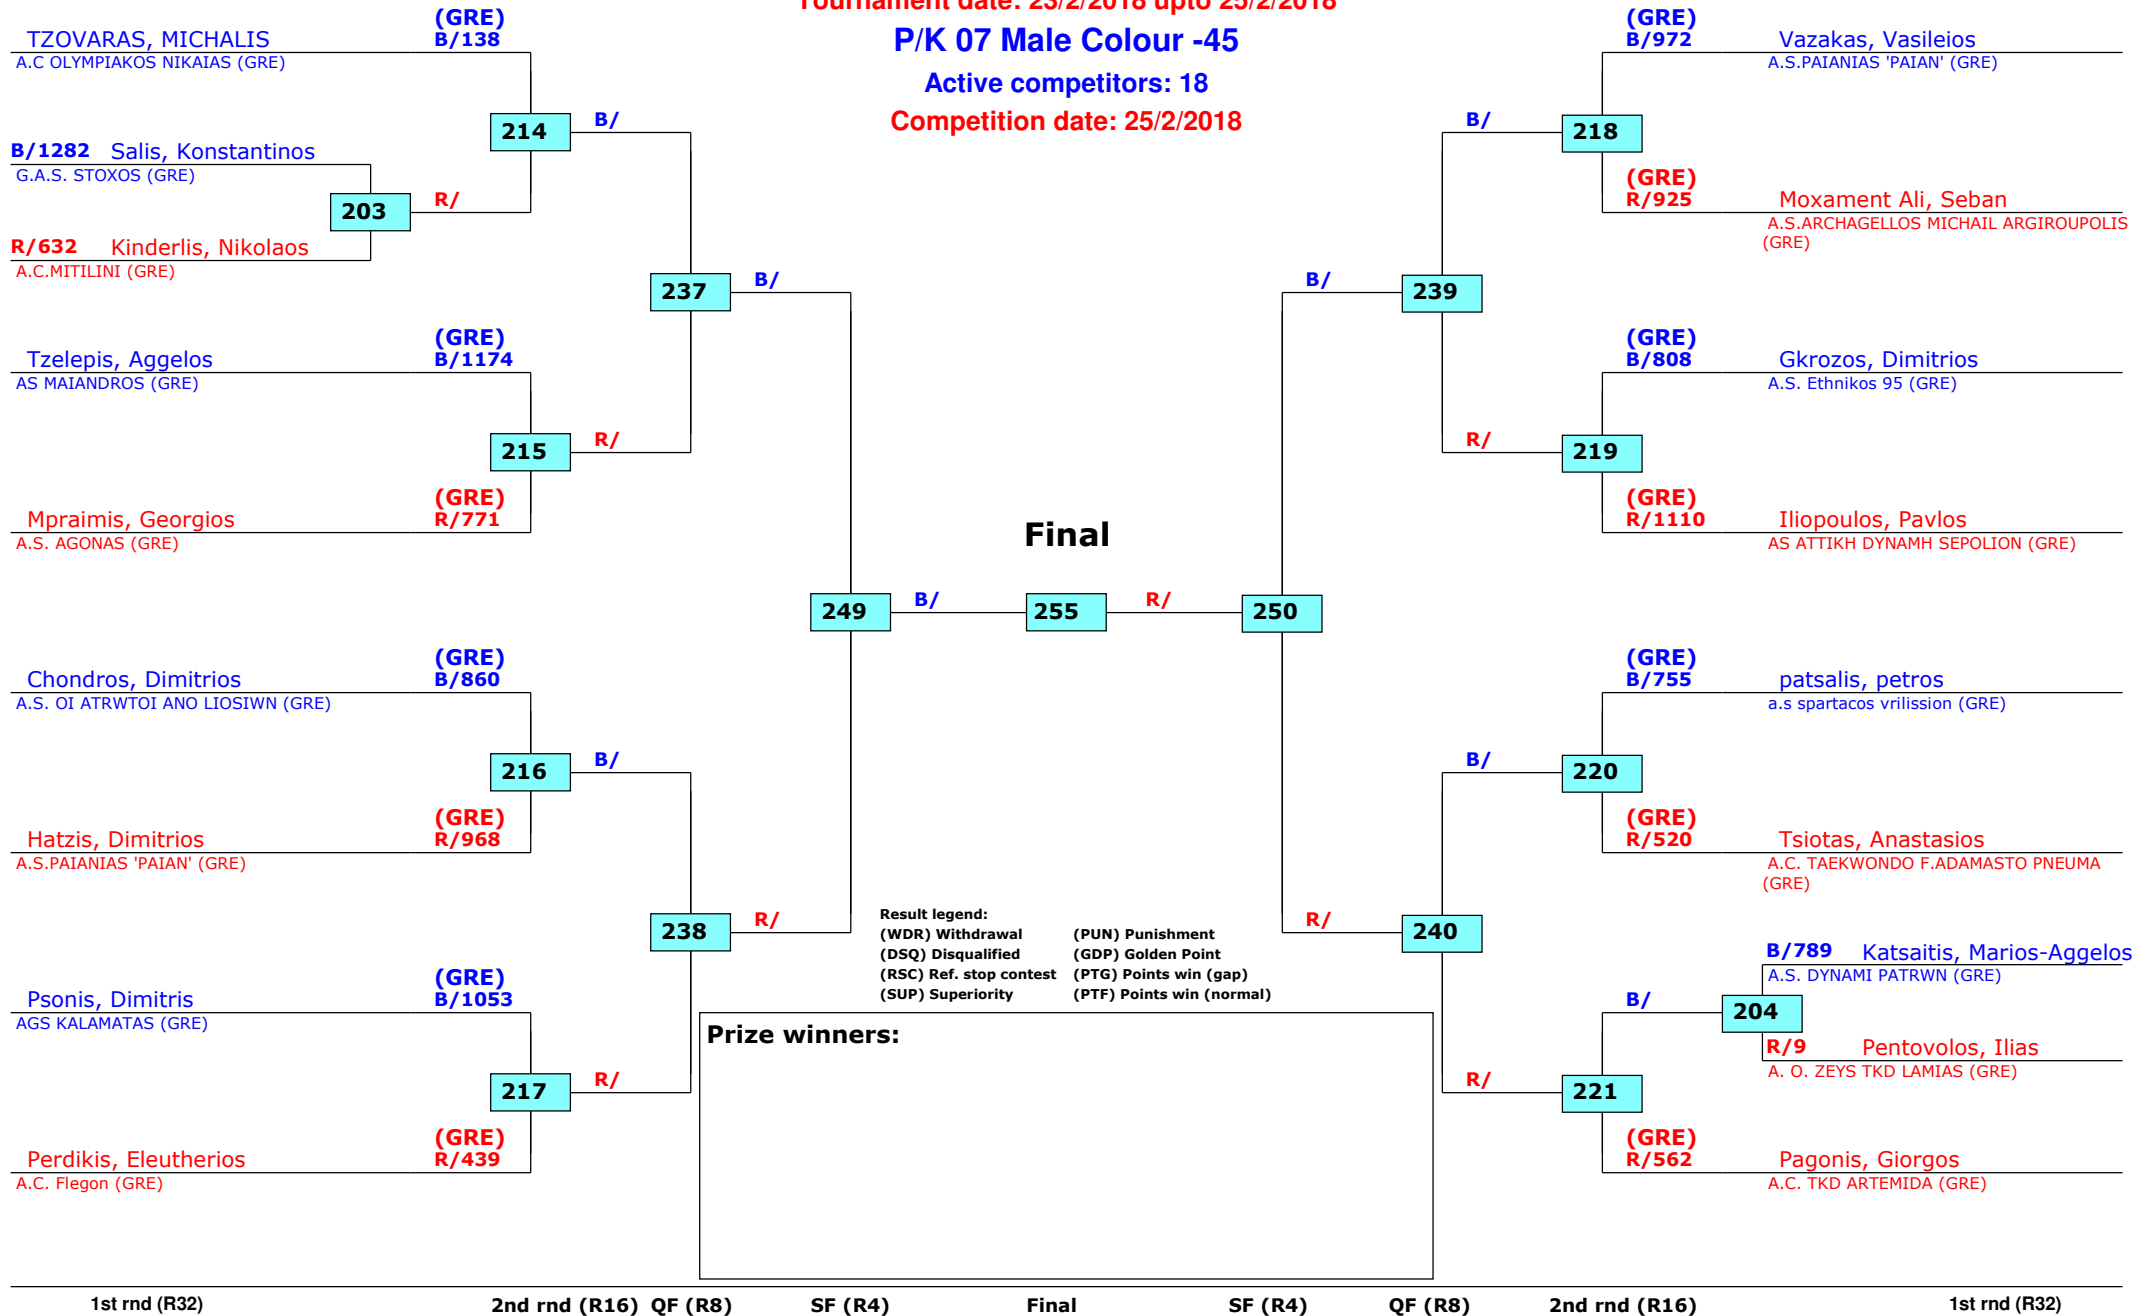 Tournament date: 23/2/2018 upto 25/2/2018
P/K 07 Male Colour -45
Active competitors: 18
Competition date: 25/2/2018
(GRE)
TZOVARAS, MICHALIS B/138
A.C OLYMPIAKOS NIKAIAS (GRE)
214 B/
B/1282 Salis, Konstantinos
G.A.S. STOXOS (GRE)
203 R/
R/632 Kinderlis, Nikolaos
A.C.MITILINI (GRE)
237 B/
(GRE)
Tzelepis, Aggelos B/1174
AS MAIANDROS (GRE)
215 R/
(GRE)
Mpraimis, Georgios R/771
A.S. AGONAS (GRE)
249 B/
(GRE)
Chondros, Dimitrios B/860
A.S. OI ATRWTOI ANO LIOSIWN (GRE)
216 B/
(GRE)
Hatzis, Dimitrios R/968
A.S.PAIANIAS 'PAIAN' (GRE)
238 R/
(GRE)
Psonis, Dimitris B/1053
AGS KALAMATAS (GRE)
217 R/
(GRE)
Perdikis, Eleutherios R/439
A.C. Flegon (GRE)
Final
255
(GRE)
B/972 Vazakas, Vasileios
A.S.PAIANIAS 'PAIAN' (GRE)
B/ 218
(GRE)
R/925 Moxament Ali, Seban
A.S.ARCHAGELLOS MICHAIL ARGIROUPOLIS
(GRE)
B/ 239
(GRE)
B/808 Gkrozos, Dimitrios
A.S. Ethnikos 95 (GRE)
R/ 219
(GRE)
R/1110 Iliopoulos, Pavlos
AS ATTIKH DYNAMH SEPOLION (GRE)
R/ 250
(GRE)
B/755 patsalis, petros
a.s spartacos vrilission (GRE)
B/ 220
(GRE)
R/520 Tsiotas, Anastasios
A.C. TAEKWONDO F.ADAMASTO PNEUMA
(GRE)
R/ 240
B/789 Katsaitis, Marios-Aggelos
A.S. DYNAMI PATRWN (GRE)
B/ 204
R/9 Pentovolos, Ilias
A. O. ZEYS TKD LAMIAS (GRE)
R/ 221
(GRE)
R/562 Pagonis, Giorgos
A.C. TKD ARTEMIDA (GRE)
Result legend:
(WDR) Withdrawal (PUN) Punishment
(DSQ) Disqualified (GDP) Golden Point
(RSC) Ref. stop contest (PTG) Points win (gap)
(SUP) Superiority (PTF) Points win (normal)
Prize winners:
1st rnd (R32) 2nd rnd (R16) QF (R8) SF (R4) Final SF (R4) QF (R8) 2nd rnd (R16) 1st rnd (R32)